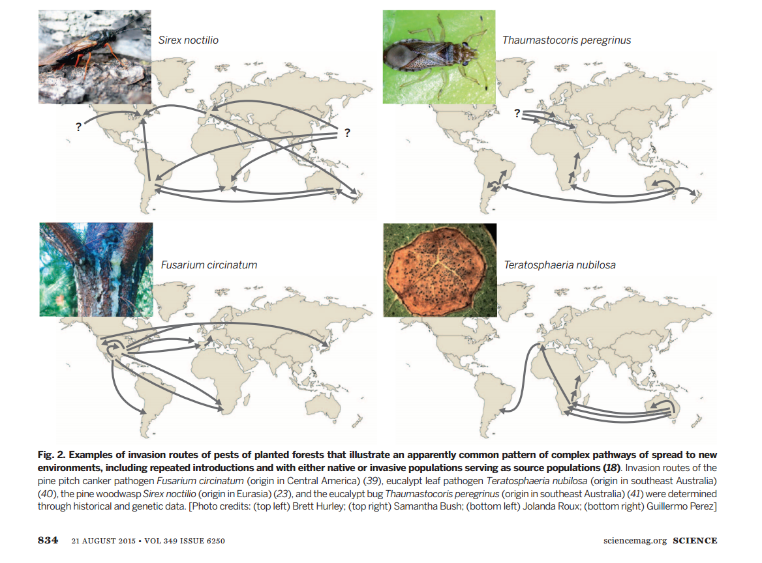 Sirex noctilio
Thaumastocoris peregrinus
?
?
?
Fusarium circinatum
Teratosphaeria nubilosa
Fig. 2. Examples of invasion routes of pests of planted forests that illustrate an apparently common pattern of complex pathways of spread to new
environments, including repeated introductions and with either native or invasive populations serving as source populations (18). Invasion routes of the
pine pitch canker pathogen Fusarium circinatum (origin in Central America) (39), eucalypt leaf pathogen Teratosphaeria nubilosa (origin in southeast Australia)
(40), the pine woodwasp Sirex noctilio (origin in Eurasia) (23), and the eucalypt bug Thaumastocoris peregrinus (origin in southeast Australia) (41) were determined
through historical and genetic data. [Photo credits: (top left) Brett Hurley; (top right) Samantha Bush; (bottom left) Jolanda Roux; (bottom right) Guillermo Perez]
834 21 AUGUST 2015 • VOL 349 ISSUE 6250
sciencemag.org SCIENCE